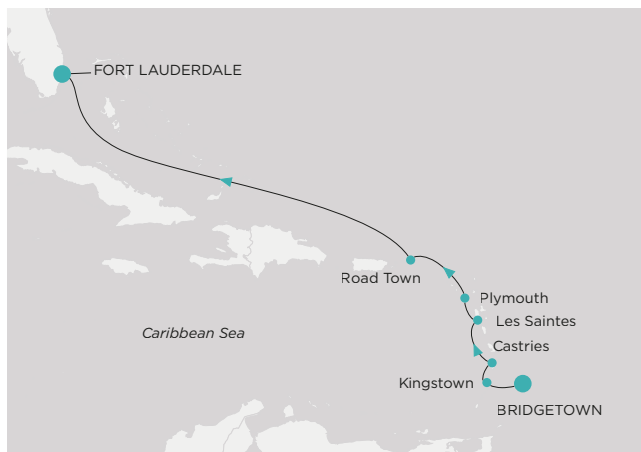 FORT LAUDERDALE
Road Town
Plymouth
Les Saintes
Caribbean Sea
Castries
Kingstown
BRIDGETOWN